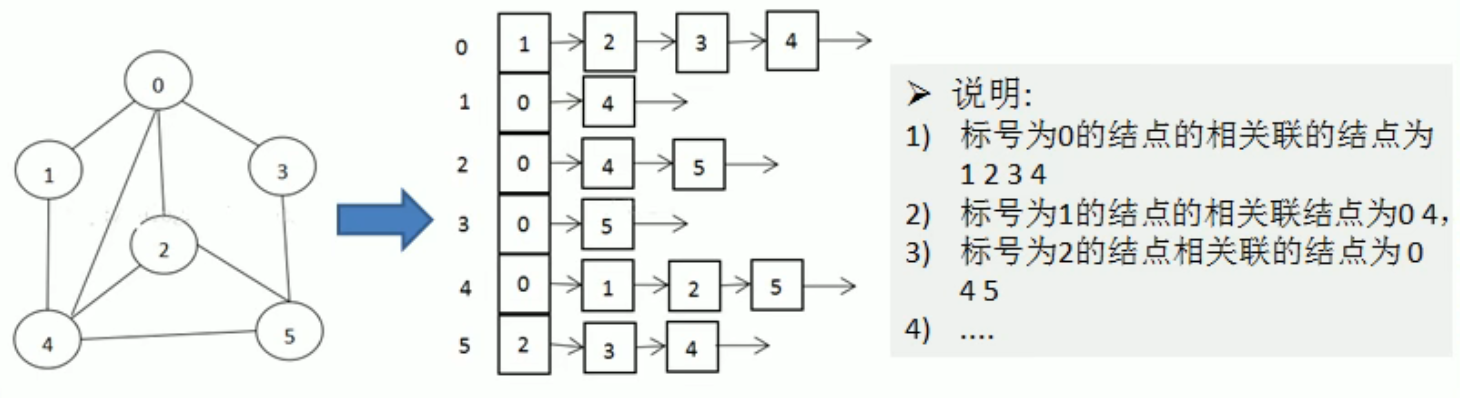 0
1
2
3
4
5
0 1 2 3 4
1 0 4
2 0 4 5
3 0 5
4 0 1 2 5
5 2 3 4
➢ 说明:
1) 标号为0的结点的相关联的结点为
1 2 3 4
2) 标号为1的结点的相关联结点为0 4，
3) 标号为2的结点相关联的结点为 0
4 5
4) ....